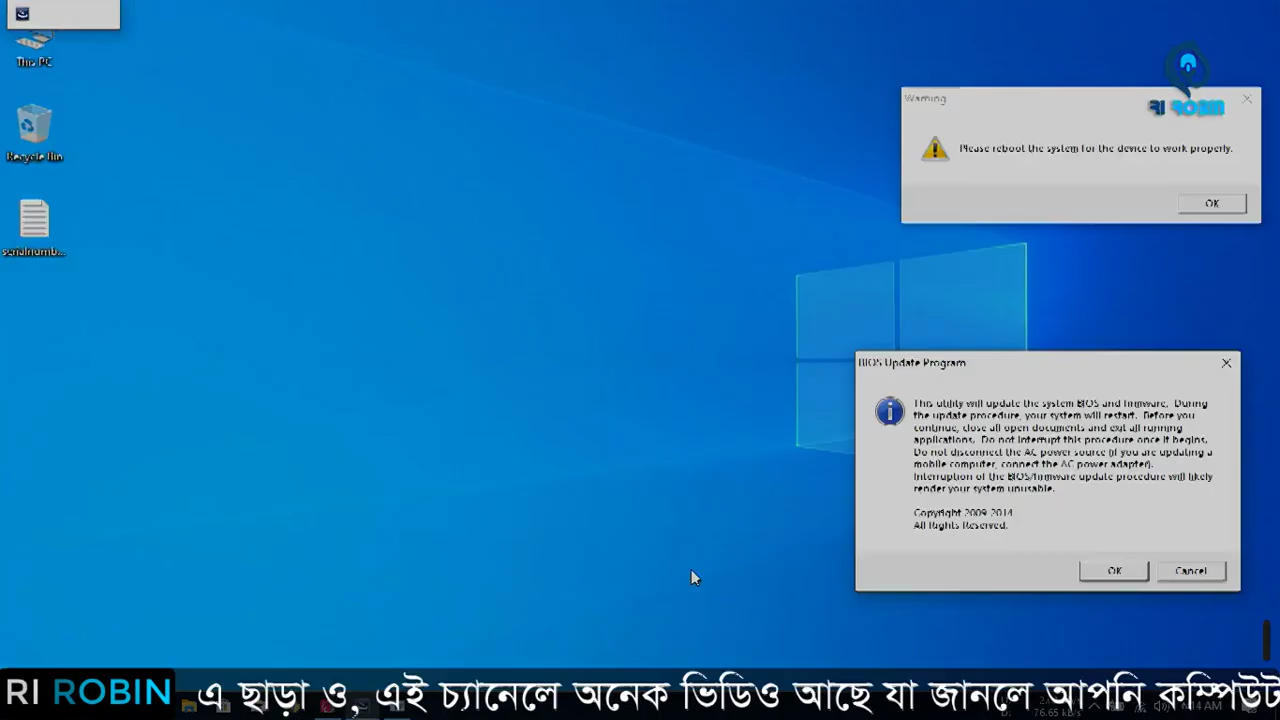 This PC
Recycle Bin
serialnumb...
Warning
RI ROBIN
Please reboot the system for the device to work properly.
OK
BIOS Update Program
This utility will update the system BIOS and firmware. During
the update procedure, your system will restart. Before you
continue, close all open documents and exit all running
applications. Do not interrupt this procedure once it begins.
Do not disconnect the AC power source (if you are updating a
mobile computer, connect the AC power adapter).
Interruption of the BIOS/firmware update procedure will likely
render your system unusable.
Copyright 2009-2014
All Rights Reserved.
OK Cancel
RI ROBIN এ ছাড়া ও, এই চ্যানেলে অনেক ভিডিও আছে যা জানলে আপনি কম্পিউট
76.65 kB/s